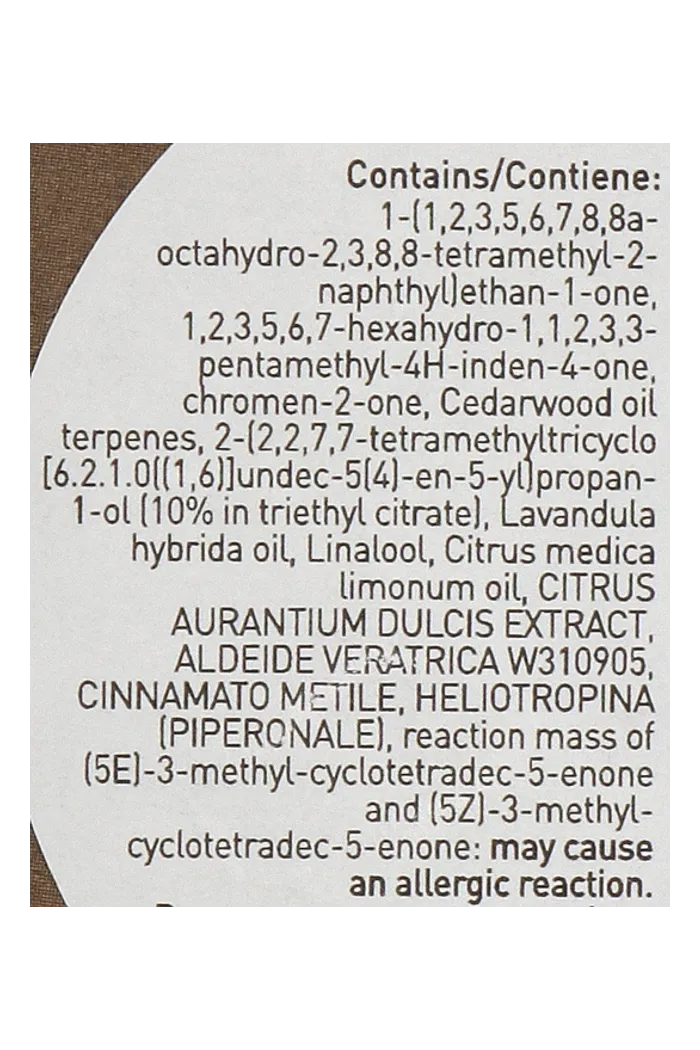 Contains/Contiene:
1-(1,2,3,5,6,7,8,8a-
octahydro-2,3,8,8-tetramethyl-2-
naphthyl)ethan-1-one,
1,2,3,5,6,7-hexahydro-1,1,2,3,3-
pentamethyl-4H-inden-4-one,
chromen-2-one, Cedarwood oil
terpenes, 2-(2,2,7,7-tetramethyltricyclo
[6.2.1.0((1,6)]undec-5(4)-en-5-yl)propan-
1-ol (10% in triethyl citrate), Lavandula
hybrida oil, Linalool, Citrus medica
limonum oil, CITRUS
AURANTIUM DULCIS EXTRACT,
ALDEIDE VERATRICA W310905,
CINNAMATO METILE, HELIOTROPINA
(PIPERONALE), reaction mass of
(5E)-3-methyl-cyclotetradec-5-enone
and (5Z)-3-methyl-
cyclotetradec-5-enone: may cause
an allergic reaction.